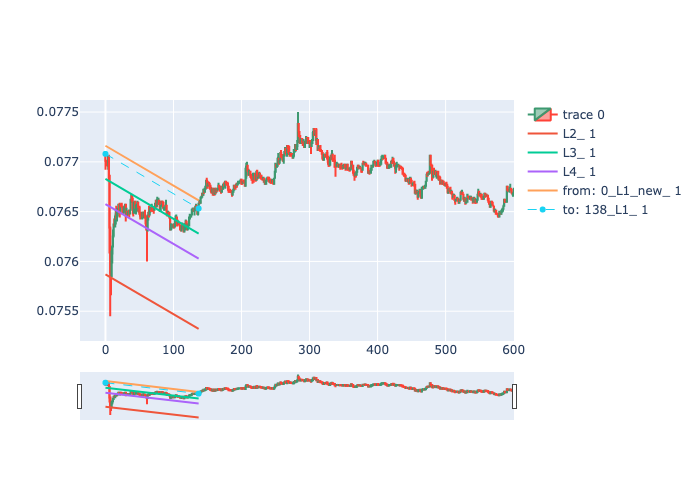 0.0775
0.077
0.0765
0.076
0.0755
0
100
200
300
400
500
600
trace 0
L2_ 1
L3_ 1
L4_ 1
from: 0_L1_new_ 1
to: 138_L1_ 1